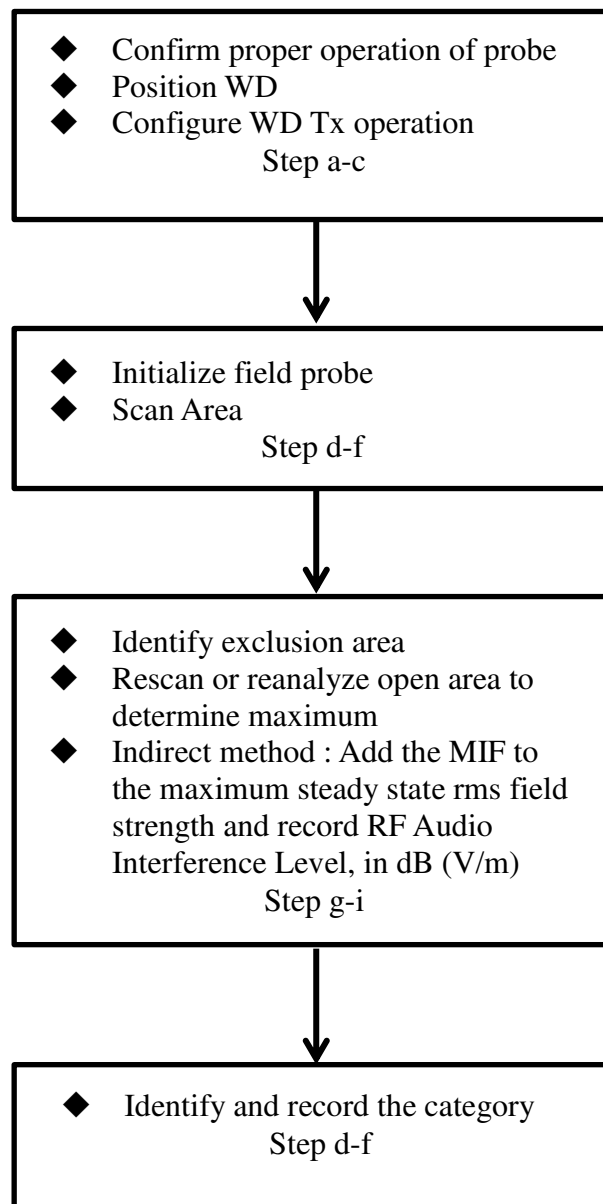 ◆ Confirm proper operation of probe
◆ Position WD
◆ Configure WD Tx operation
Step a-c
◆ Initialize field probe
◆ Scan Area
Step d-f
◆ Identify exclusion area
◆ Rescan or reanalyze open area to
determine maximum
◆ Indirect method : Add the MIF to
the maximum steady state rms field
strength and record RF Audio
Interference Level, in dB (V/m)
Step g-i
◆ Identify and record the category
Step d-f